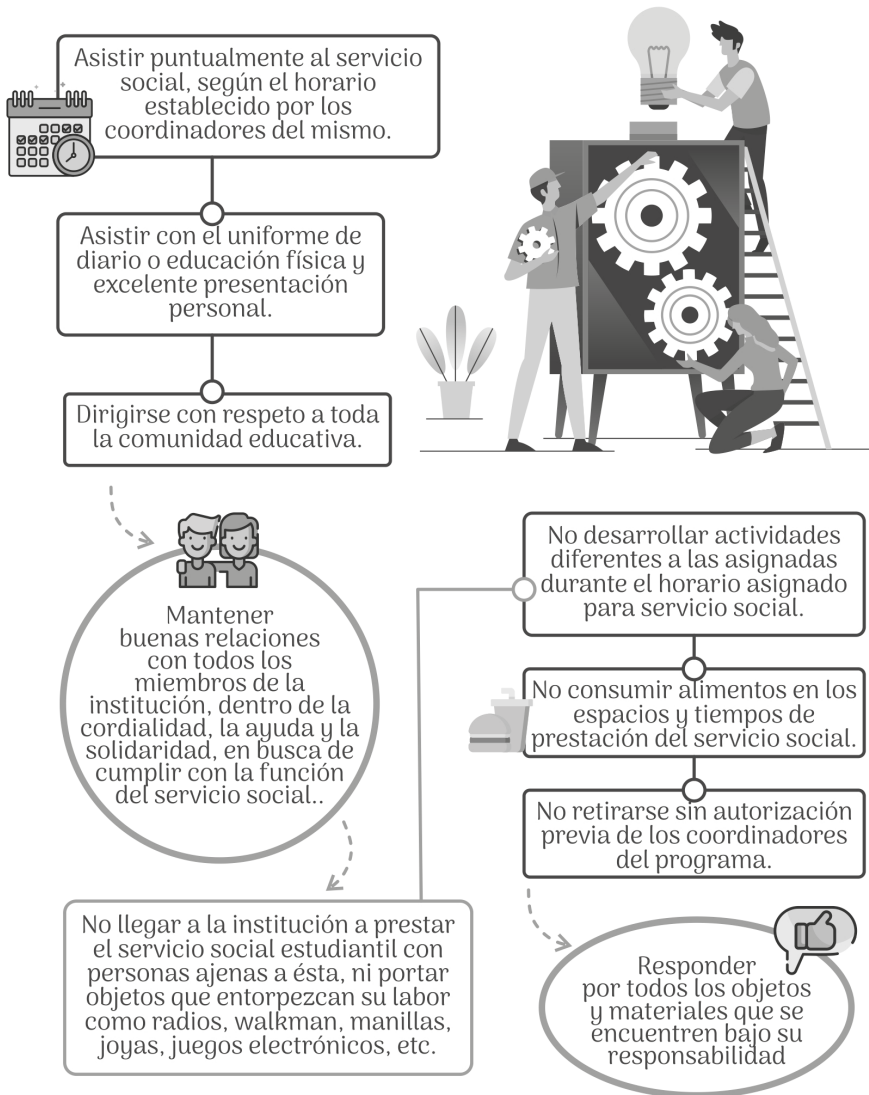 Asistir puntualmente al servicio
social, según el horario
establecido por los
coordinadores del mismo.
Asistir con el uniforme de
diario o educación física y
excelente presentación
personal.
Dirigirse con respeto a toda
la comunidad educativa.
Mantener
buenas relaciones
con todos los
miembros de la
institución, dentro de la
cordialidad, la ayuda y la
solidaridad, en busca de
cumplir con la función
del servicio social..
No llegar a la institución a prestar
el servicio social estudiantil con
personas ajenas a ésta, ni portar
objetos que entorpezcan su labor
como radios, walkman, manillas,
joyas, juegos electrónicos, etc.
No desarrollar actividades
diferentes a las asignadas
durante el horario asignado
para servicio social.
No consumir alimentos en los
espacios y tiempos de
prestación del servicio social.
No retirarse sin autorización
previa de los coordinadores
del programa.
Responder
por todos los objetos
y materiales que se
encuentren bajo su
responsabilidad